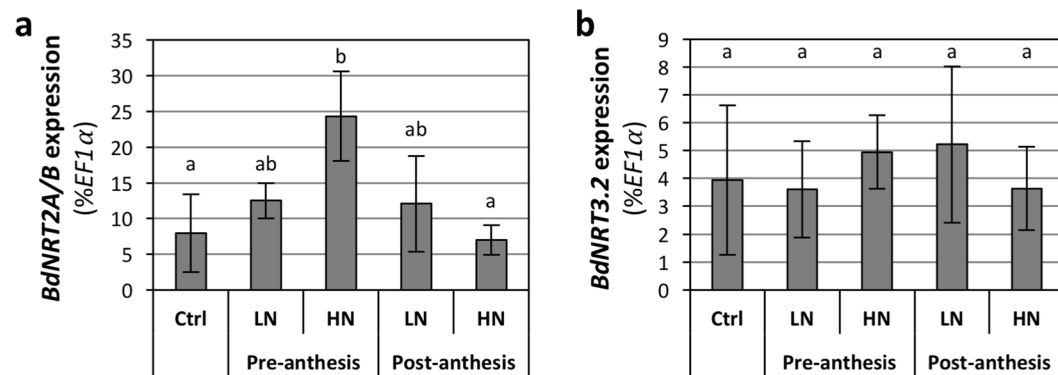 a
BdNRT2A/B expression
(%EF1α)
35
30
25
20
15
10
5
0
a
ab
b
ab
a
Ctrl
LN
HN
LN
HN
Pre-anthesis
Post-anthesis
b
BdNRT3.2 expression
(%EF1α)
9
8
7
6
5
4
3
2
1
0
a
a
a
a
a
Ctrl
LN
HN
LN
HN
Pre-anthesis
Post-anthesis